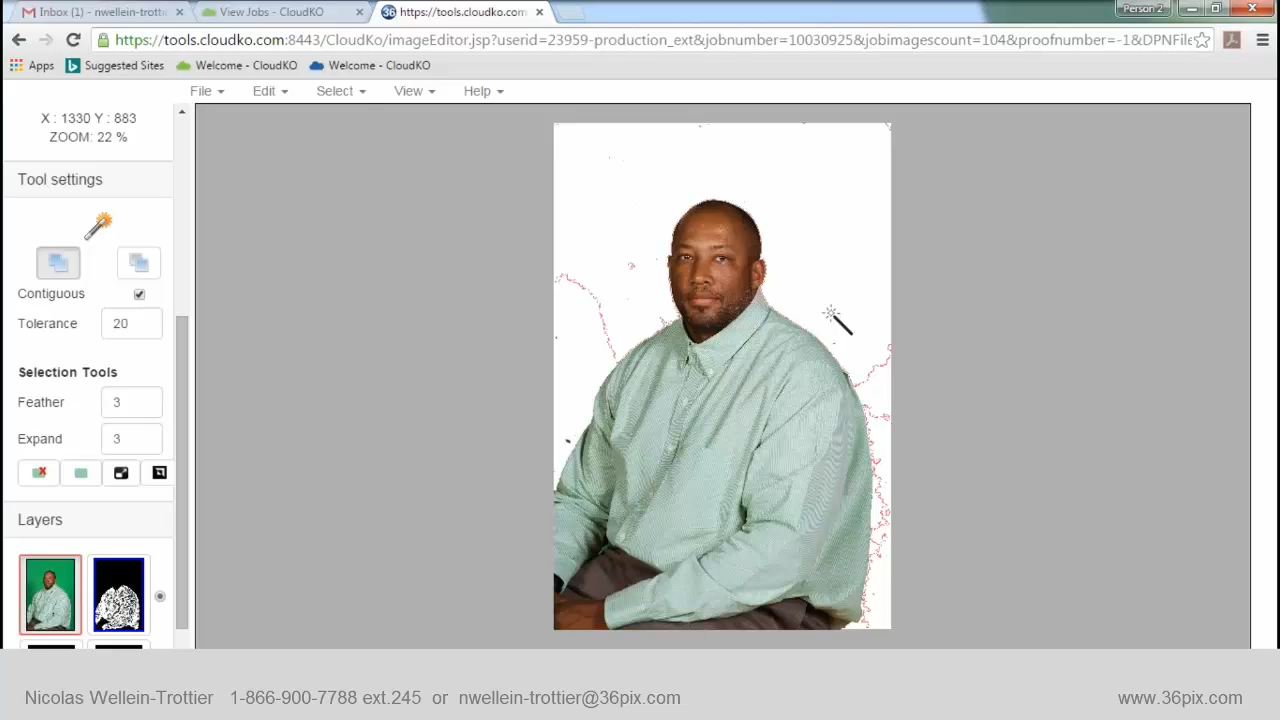 Inbox (1) - nwellein-trottie
View Jobs - CloudKO
https://tools.cloudko.com
Person 2
https://tools.cloudko.com:8443/CloudKo/imageEditor.jsp?userid=23959-production_ext&jobnumber=10030925&jobimagescount=104&proofnumber=-1&DPNFile
Apps
Suggested Sites
Welcome - CloudKO
Welcome - CloudKO
File Edit Select View Help
X : 1330 Y : 883
ZOOM: 22 %
Tool settings
Contiguous
Tolerance 20
Selection Tools
Feather 3
Expand 3
Layers
Nicolas Wellein-Trottier 1-866-900-7788 ext.245 or nwellein-trottier@36pix.com
www.36pix.com